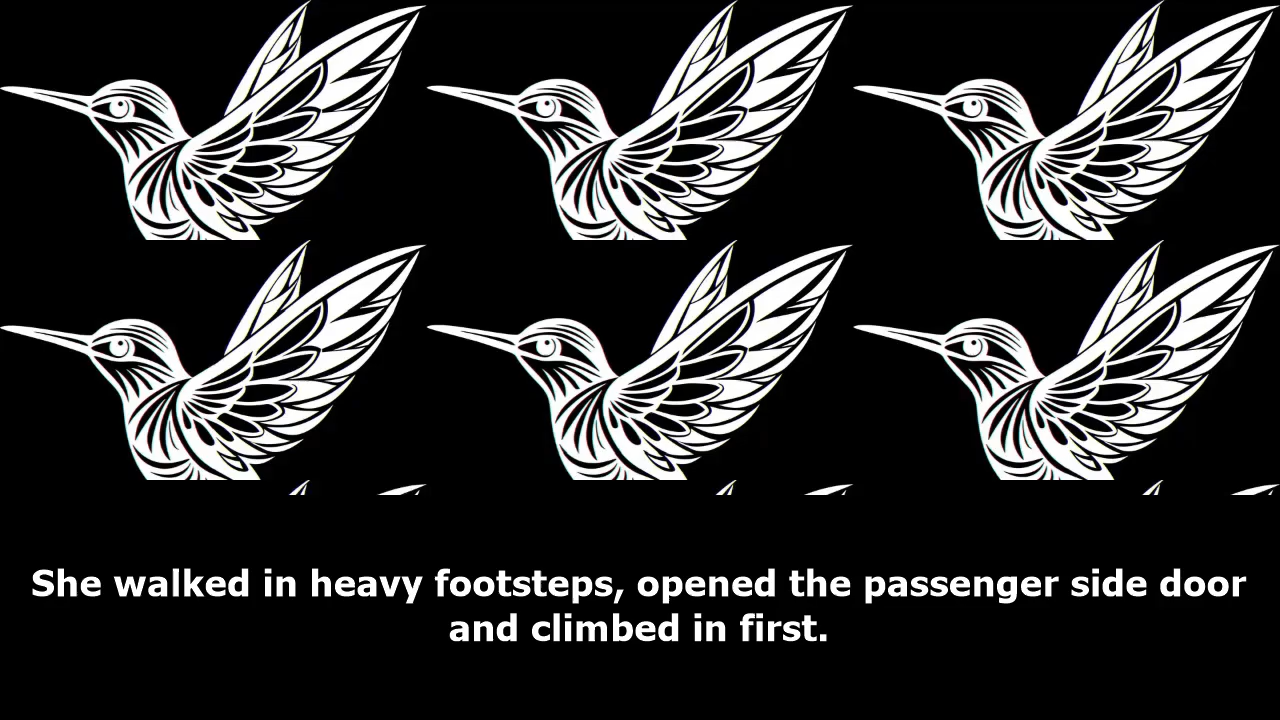 She walked in heavy footsteps, opened the passenger side door
and climbed in first.